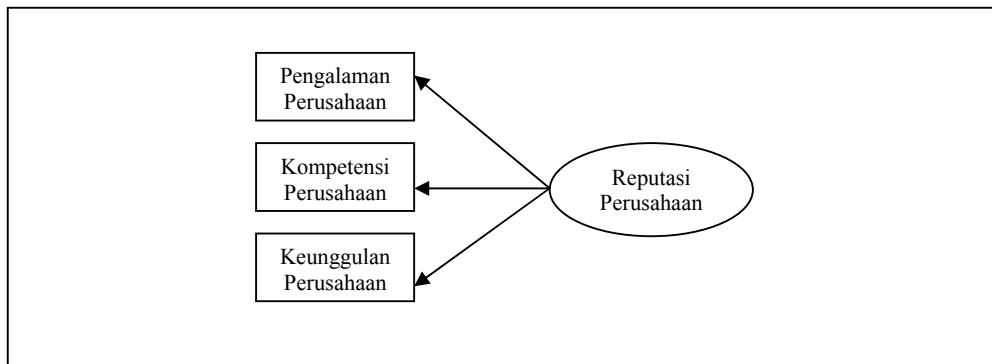 Pengalaman
Perusahaan
Kompetensi
Perusahaan
Reputasi
Perusahaan
Keunggulan
Perusahaan